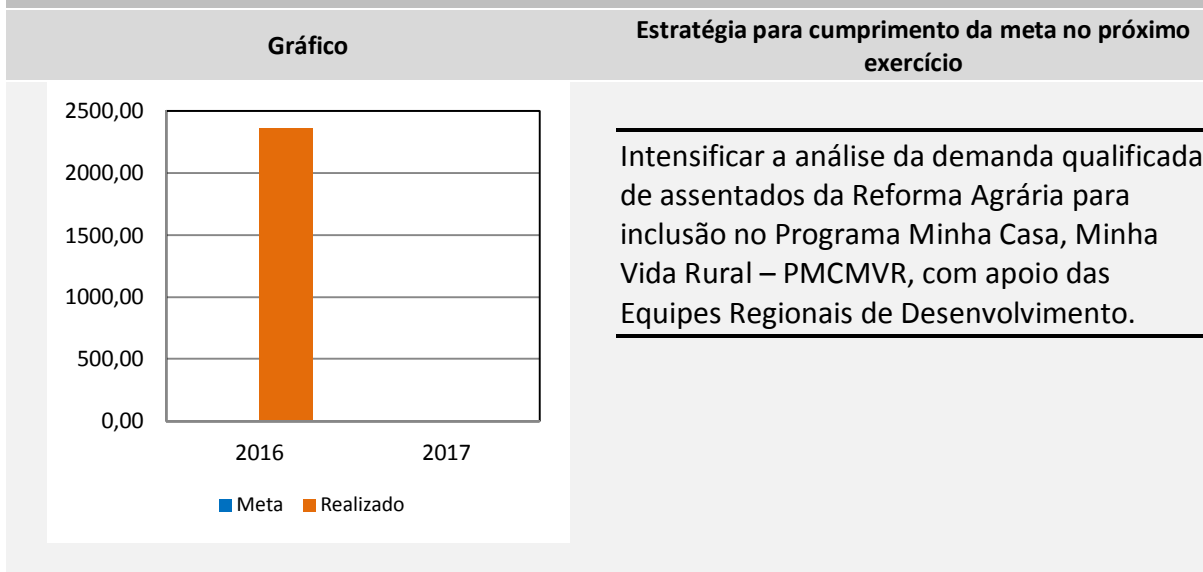 Gráfico
Estratégia para cumprimento da meta no próximo
exercício
2500,00
2000,00
1500,00
1000,00
500,00
0,00
2016 2017
Meta Realizado
Intensificar a análise da demanda qualificada
de assentados da Reforma Agrária para
inclusão no Programa Minha Casa, Minha
Vida Rural – PMCMVR, com apoio das
Equipes Regionais de Desenvolvimento.